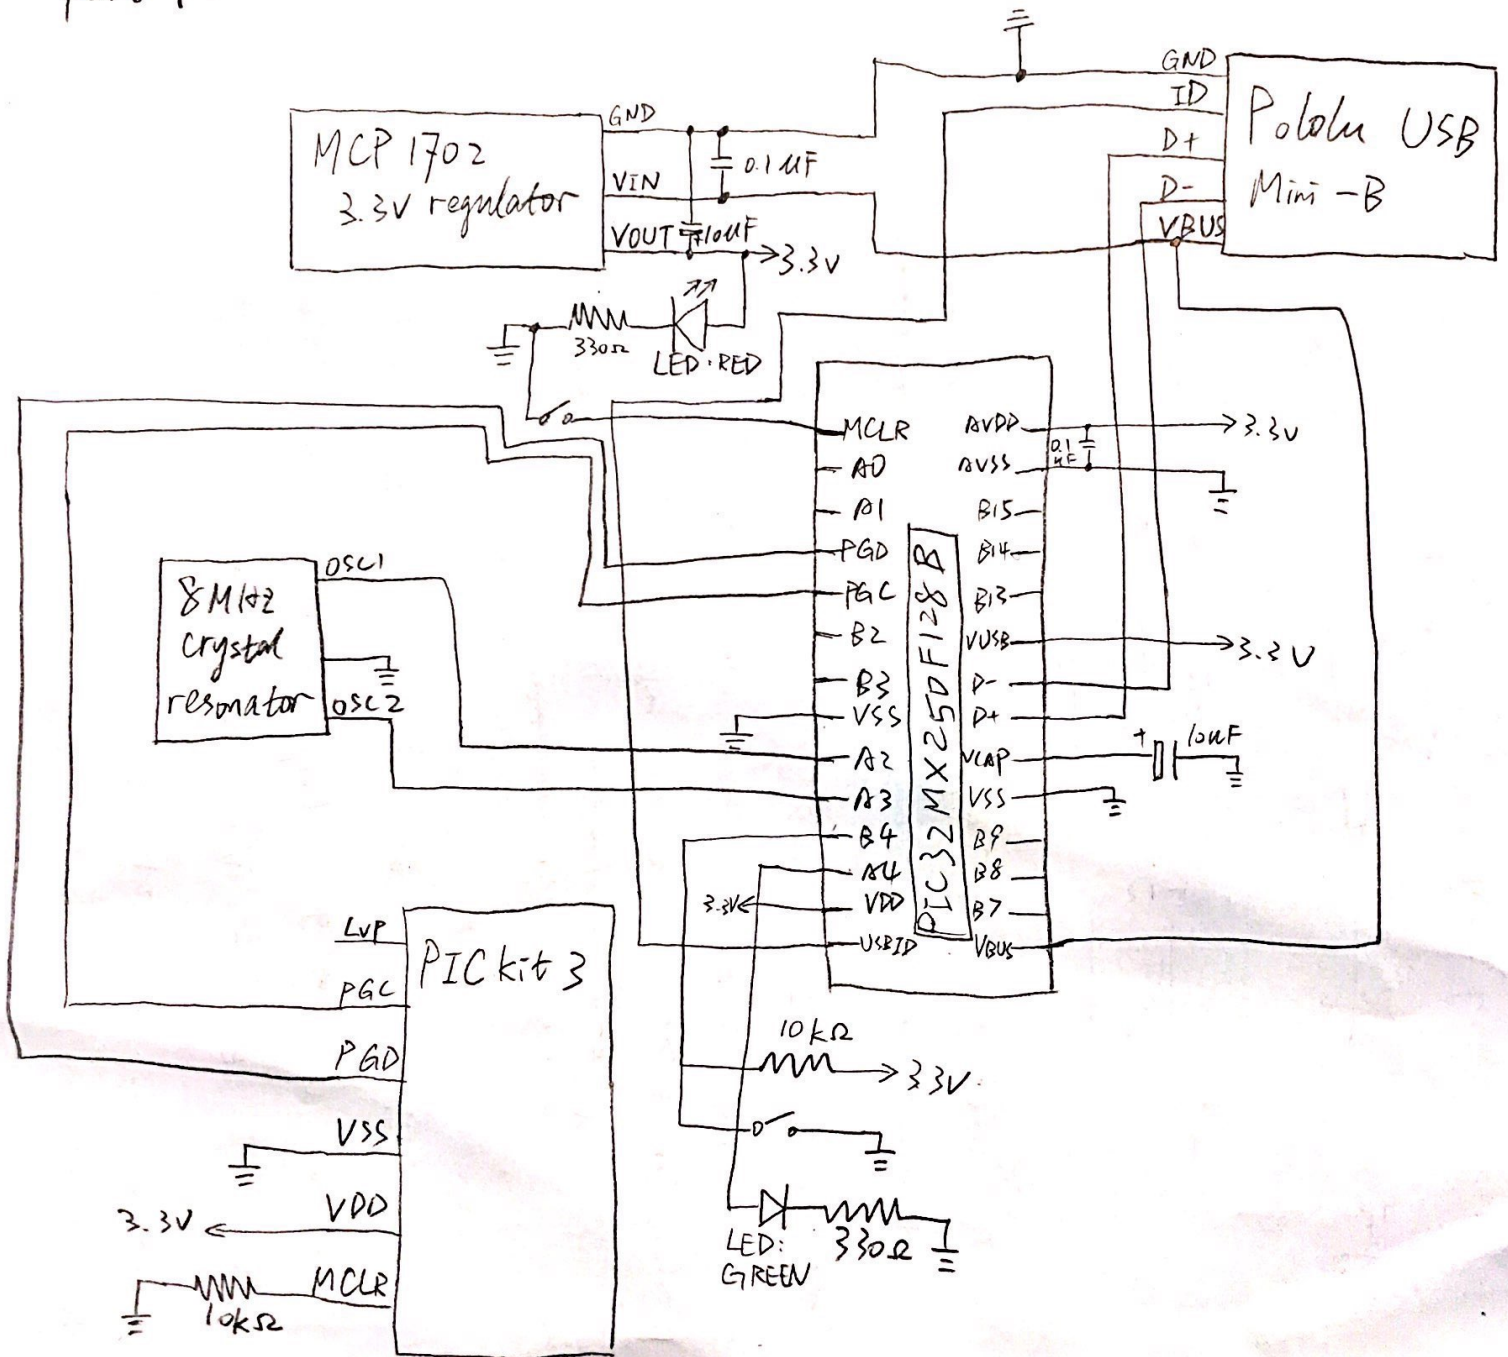 GND
ID
D+
D-
VBUS
Pololu USB
Mini-B
MCP 1702
3.3V regulator
GND
VIN
VOUT
0.1uF
+10uF
3.3V
330Ω
LED:RED
8MHz
crystal
resonator
OSC1
OSC2
MCLR
A0
A1
PGD
PGC
B2
B3
VSS
A2
A3
B4
A4
VDD
USBID
3.3V
PIC32MX250F128B
AVDD
AVSS
B15
B14
B13
VUSB
D-
D+
VCAP
VSS
B9
B8
B7
VBUS
0.1
uF
3.3V
3.3V
+
10uF
PICkit 3
LVP
PGC
PGD
VSS
VDD
MCLR
3.3V
10kΩ
10kΩ
3.3V
LED:
GREEN
330Ω